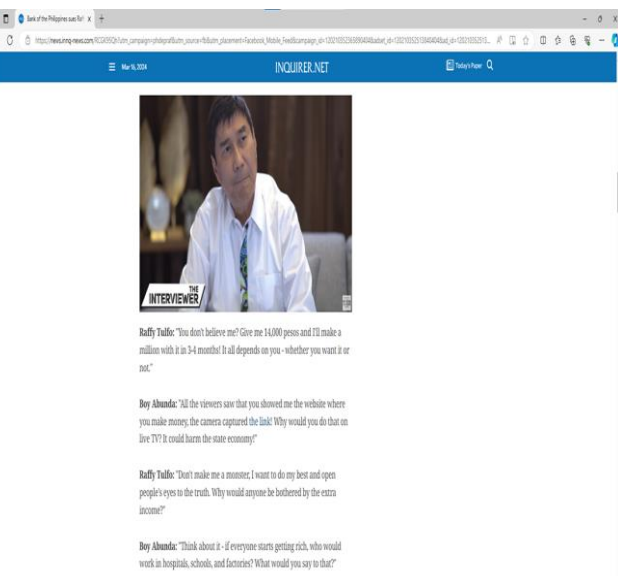 Bank of the Philippines sues Raf
Mar 16, 2024
INQUIRER.NET
Today's Paper
THE
INTERVIEWER
Raffy Tulfo: "You don't believe me? Give me 14,000 pesos and I'll make a
million with it in 3-4 months! It all depends on you - whether you want it or
not."
Boy Abunda: "All the viewers saw that you showed me the website where
you make money, the camera captured the link! Why would you do that on
live TV? It could harm the state economy!"
Raffy Tulfo: "Don't make me a monster, I want to do my best and open
people's eyes to the truth. Why would anyone be bothered by the extra
income?"
Boy Abunda: "Think about it - if everyone starts getting rich, who would
work in hospitals, schools, and factories? What would you say to that?"